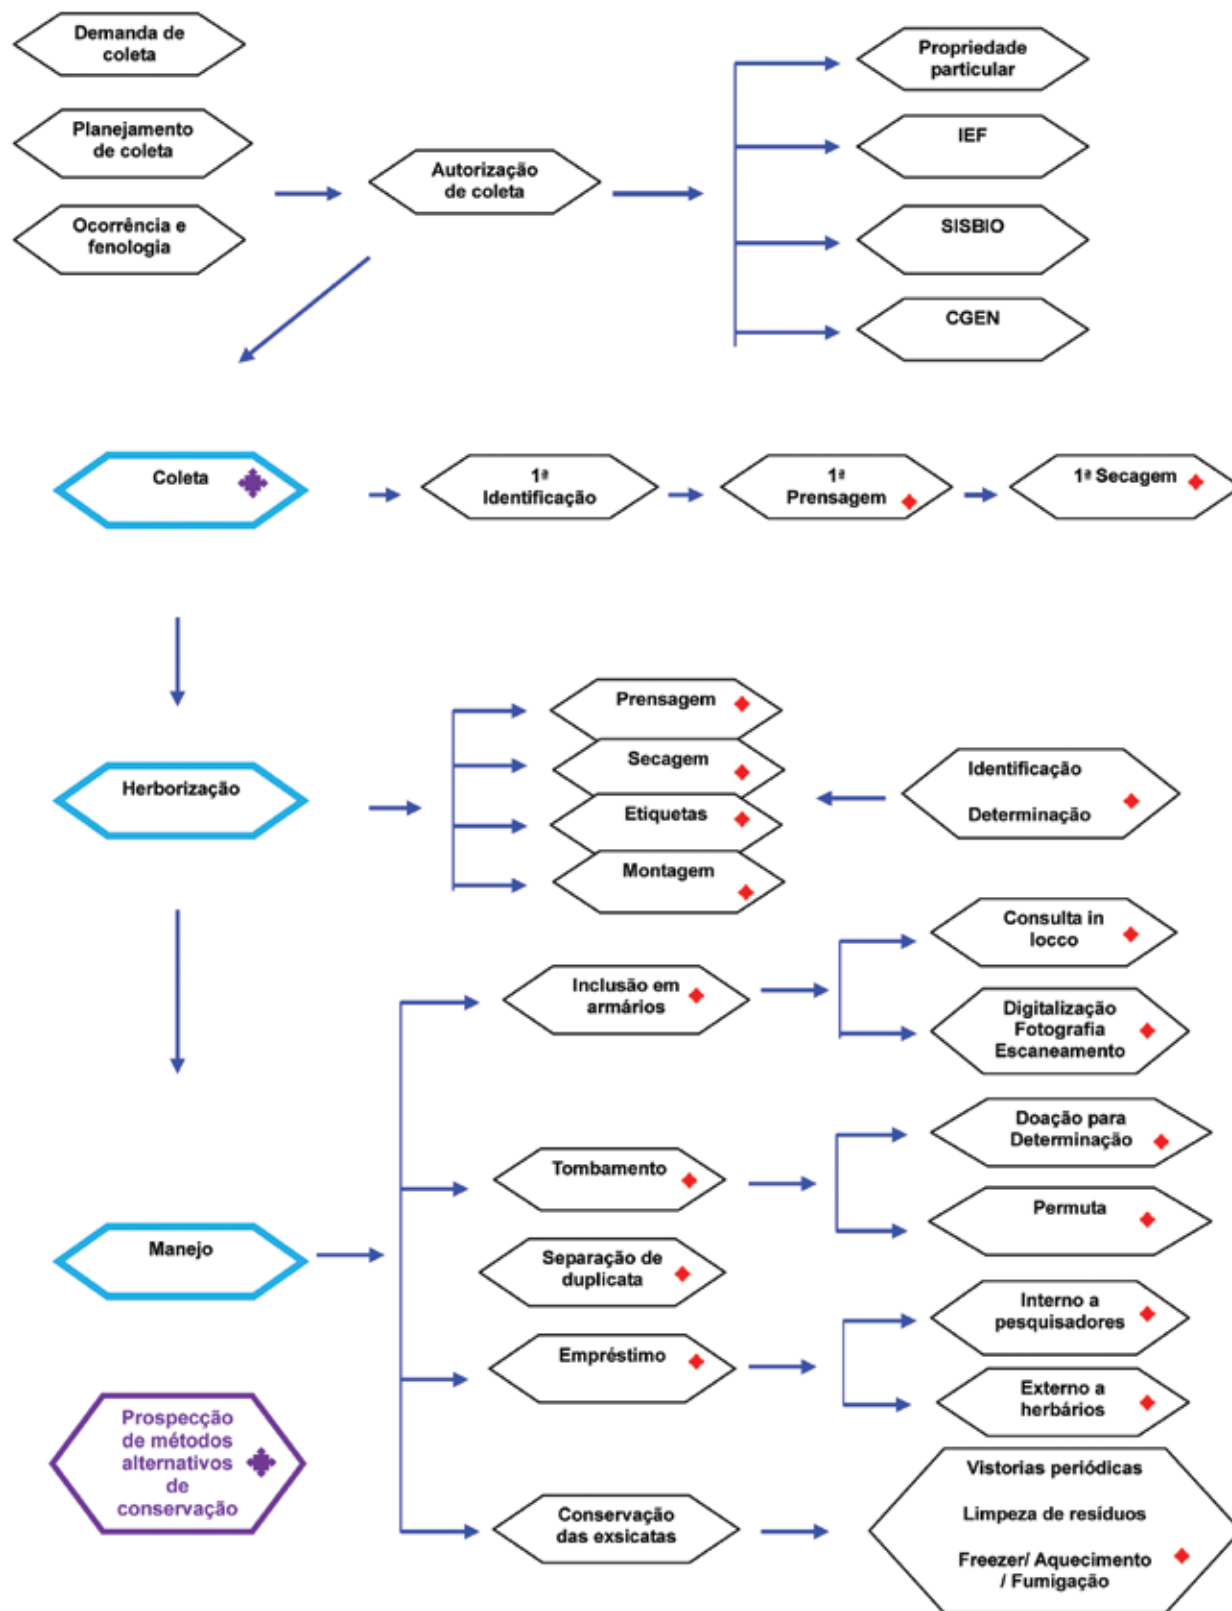 Demanda de
coleta
Planejamento
de coleta
Ocorrência e
fenologia
Autorização
de coleta
Propriedade
particular
IEF
SISBIO
CGEN
Coleta
1ª
Identificação
1ª
Prensagem
1ª Secagem
Herborização
Prensagem
Secagem
Etiquetas
Montagem
Identificação
Determinação
Manejo
Inclusão em
armários
Consulta in
locco
Digitalização
Fotografia
Escaneamento
Tombamento
Doação para
Determinação
Permuta
Separação de
duplicata
Empréstimo
Interno a
pesquisadores
Externo a
herbários
Prospecção
de métodos
alternativos
de
conservação
Conservação
das exsicatas
Vistorias periódicas
Limpeza de resíduos
Freezer/ Aquecimento
/ Fumigação